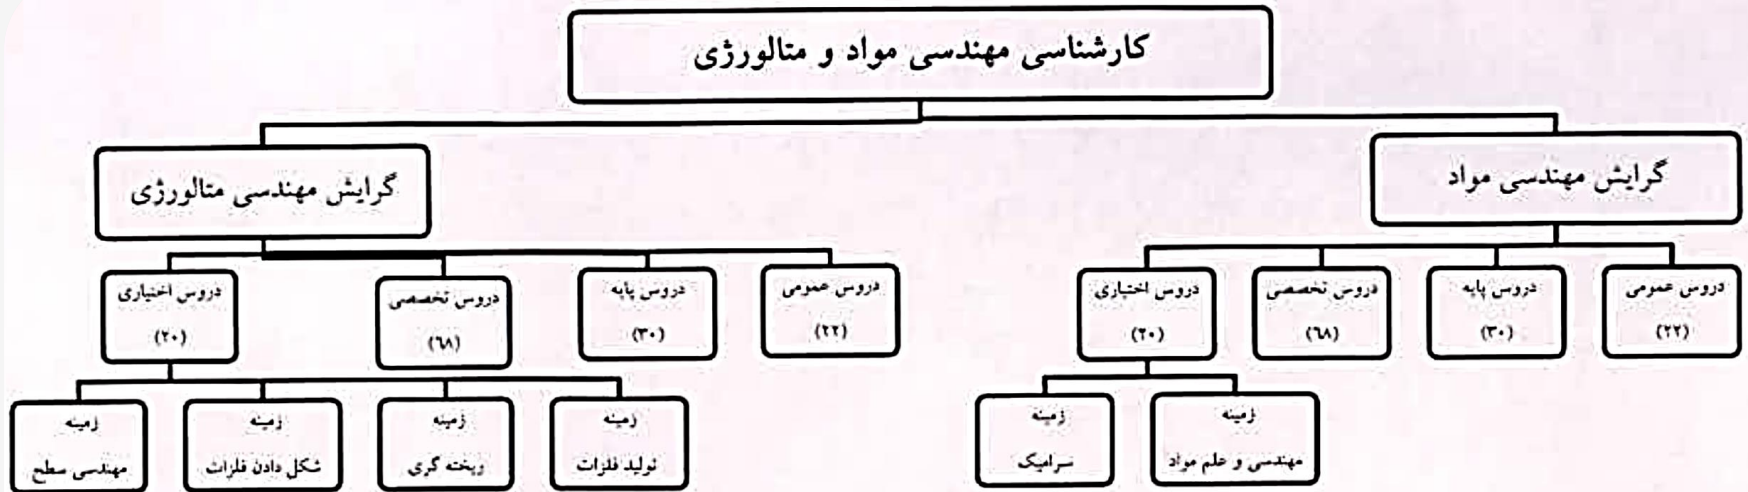 کارشناسی مهندسی مواد و متالورژی
گرایش مهندسی مواد
گرایش مهندسی متالورژی
دروس عمومی
(۲۲)
دروس پایه
(۳۰)
دروس تخصصی
(۶۸)
دروس اختیاری
(۲۰)
دروس عمومی
(۲۲)
دروس پایه
(۳۰)
دروس تخصصی
(۶۸)
دروس اختیاری
(۲۰)
زمینه
مهندسی و علم مواد
زمینه
سرامیک
زمینه
تولید فلزات
زمینه
ریخته گری
زمینه
شکل دادن فلزات
زمینه
مهندسی سطح